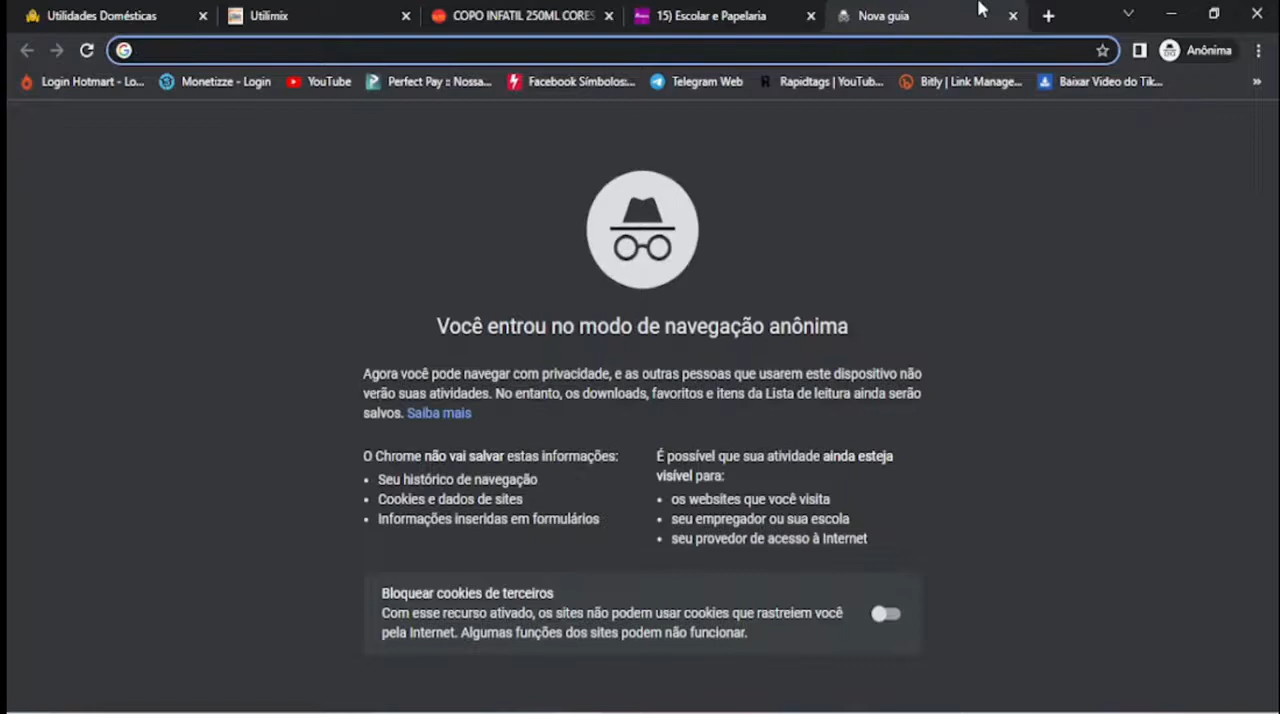 Utilidades Domésticas
Utilimix
COPO INFATIL 250ML CORES
15) Escolar e Papelaria
Nova guia
Anônima
Login Hotmart - Lo...
Monetizze - Login
YouTube
Perfect Pay :: Nossa...
Facebook Símbolos:...
Telegram Web
Rapidtags | YouTub...
Bitly | Link Manage...
Baixar Video do Tik...
Você entrou no modo de navegação anônima
Agora você pode navegar com privacidade, e as outras pessoas que usarem este dispositivo não
verão suas atividades. No entanto, os downloads, favoritos e itens da Lista de leitura ainda serão
salvos. Saiba mais
O Chrome não vai salvar estas informações:
• Seu histórico de navegação
• Cookies e dados de sites
• Informações inseridas em formulários
É possível que sua atividade ainda esteja
visível para:
• os websites que você visita
• seu empregador ou sua escola
• seu provedor de acesso à Internet
Bloquear cookies de terceiros
Com esse recurso ativado, os sites não podem usar cookies que rastreiem você
pela Internet. Algumas funções dos sites podem não funcionar.